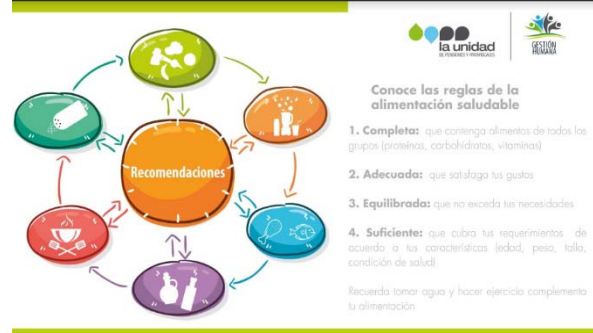 la unidad
DE PENSIONES Y PARAFISCALES
GESTIÓN
HUMANA
Conoce las reglas de la
alimentación saludable
1. Completa: que contenga alimentos de todos los
grupos (proteínas, carbohidratos, vitaminas)
Recomendaciones
2. Adecuada: que satisfaga tus gustos
3. Equilibrada: que no exceda tus necesidades
4. Suficiente: que cubra tus requerimientos de
acuerdo a tus características (edad, peso, talla,
condición de salud)
Recuerda tomar agua y hacer ejercicio complementa
tu alimentación